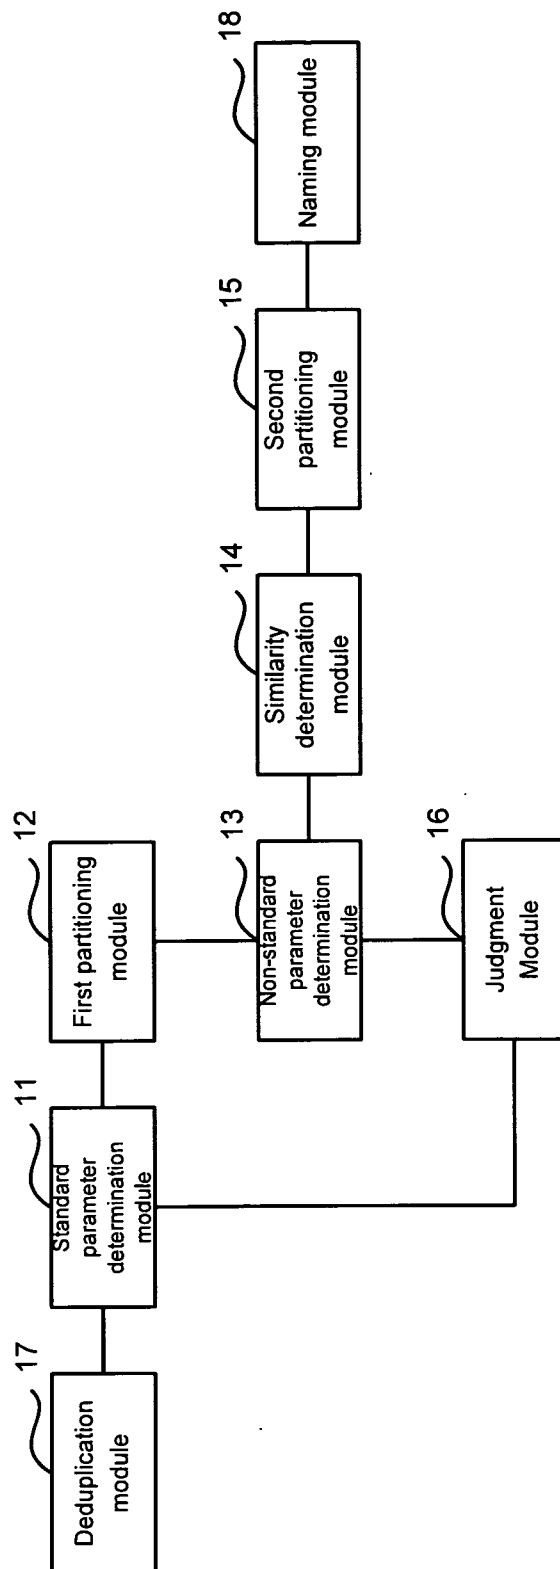 17
Deduplication
module
11
Standard
parameter
determination
module
12
First partitioning
module
13
Non-standard
parameter
determination
module
16
Judgment
Module
14
Similarity
determination
module
15
Second
partitioning
module
18
Naming module